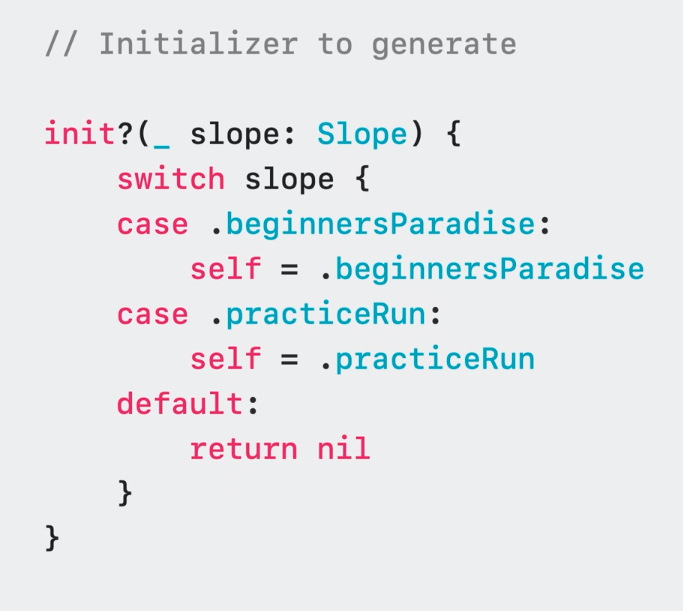 // Initializer to generate
init?(_ slope: Slope) {
    switch slope {
    case .beginnersParadise:
        self = .beginnersParadise
    case .practiceRun:
        self = .practiceRun
    default:
        return nil
    }
}